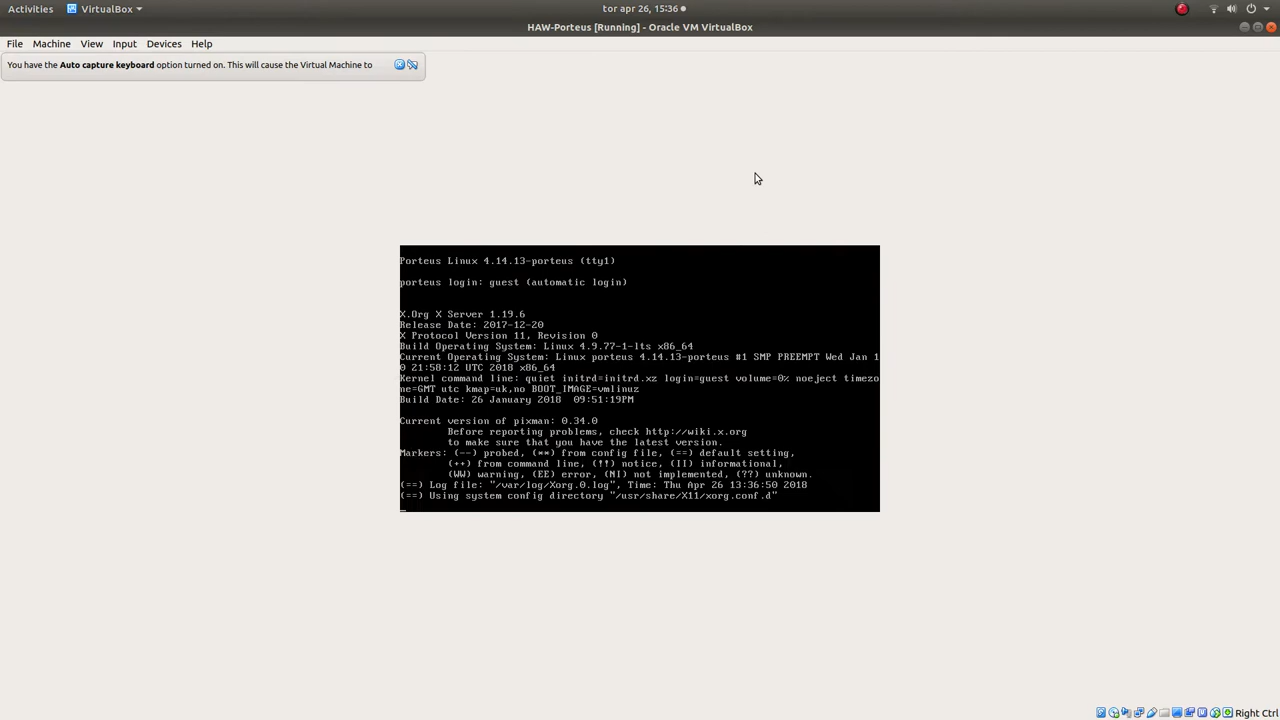 Activities VirtualBox tor apr 26, 15:36
HAW-Porteus [Running] - Oracle VM VirtualBox
File Machine View Input Devices Help
You have the Auto capture keyboard option turned on. This will cause the Virtual Machine to
Porteus Linux 4.14.13-porteus (tty1)
porteus login: guest (automatic login)
X.Org X Server 1.19.6
Release Date: 2017-12-20
X Protocol Version 11, Revision 0
Build Operating System: Linux 4.9.77-1-lts x86_64
Current Operating System: Linux porteus 4.14.13-porteus #1 SMP PREEMPT Wed Jan 1
0 21:58:12 UTC 2018 x86_64
Kernel command line: quiet initrd=initrd.xz login=guest volume=0% noeject timezo
ne=GMT utc kmap=uk,no BOOT_IMAGE=vmlinuz
Build Date: 26 January 2018  09:51:19PM
Current version of pixman: 0.34.0
Before reporting problems, check http://wiki.x.org
to make sure that you have the latest version.
Markers: (--) probed, (**) from config file, (==) default setting,
(++) from command line, (!!) notice, (II) informational,
(WW) warning, (EE) error, (NI) not implemented, (??) unknown.
(==) Log file: "/var/log/Xorg.0.log", Time: Thu Apr 26 13:36:50 2018
(==) Using system config directory "/usr/share/X11/xorg.conf.d"
Right Ctrl